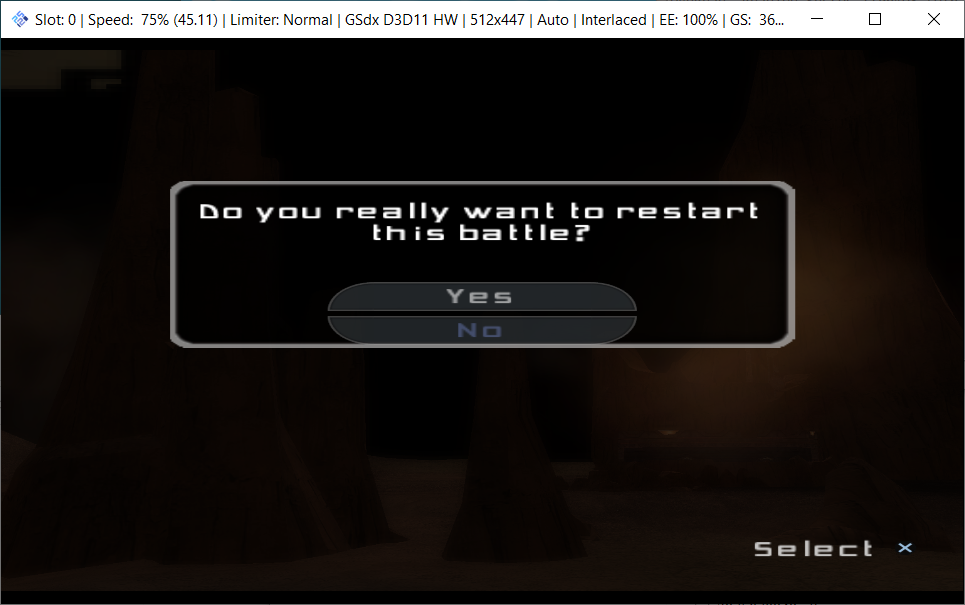 Slot: 0 | Speed: 75% (45.11) | Limiter: Normal | GSdx D3D11 HW | 512x447 | Auto | Interlaced | EE: 100% | GS: 36...
Do you really want to restart
this battle?
Yes
No
Select ×